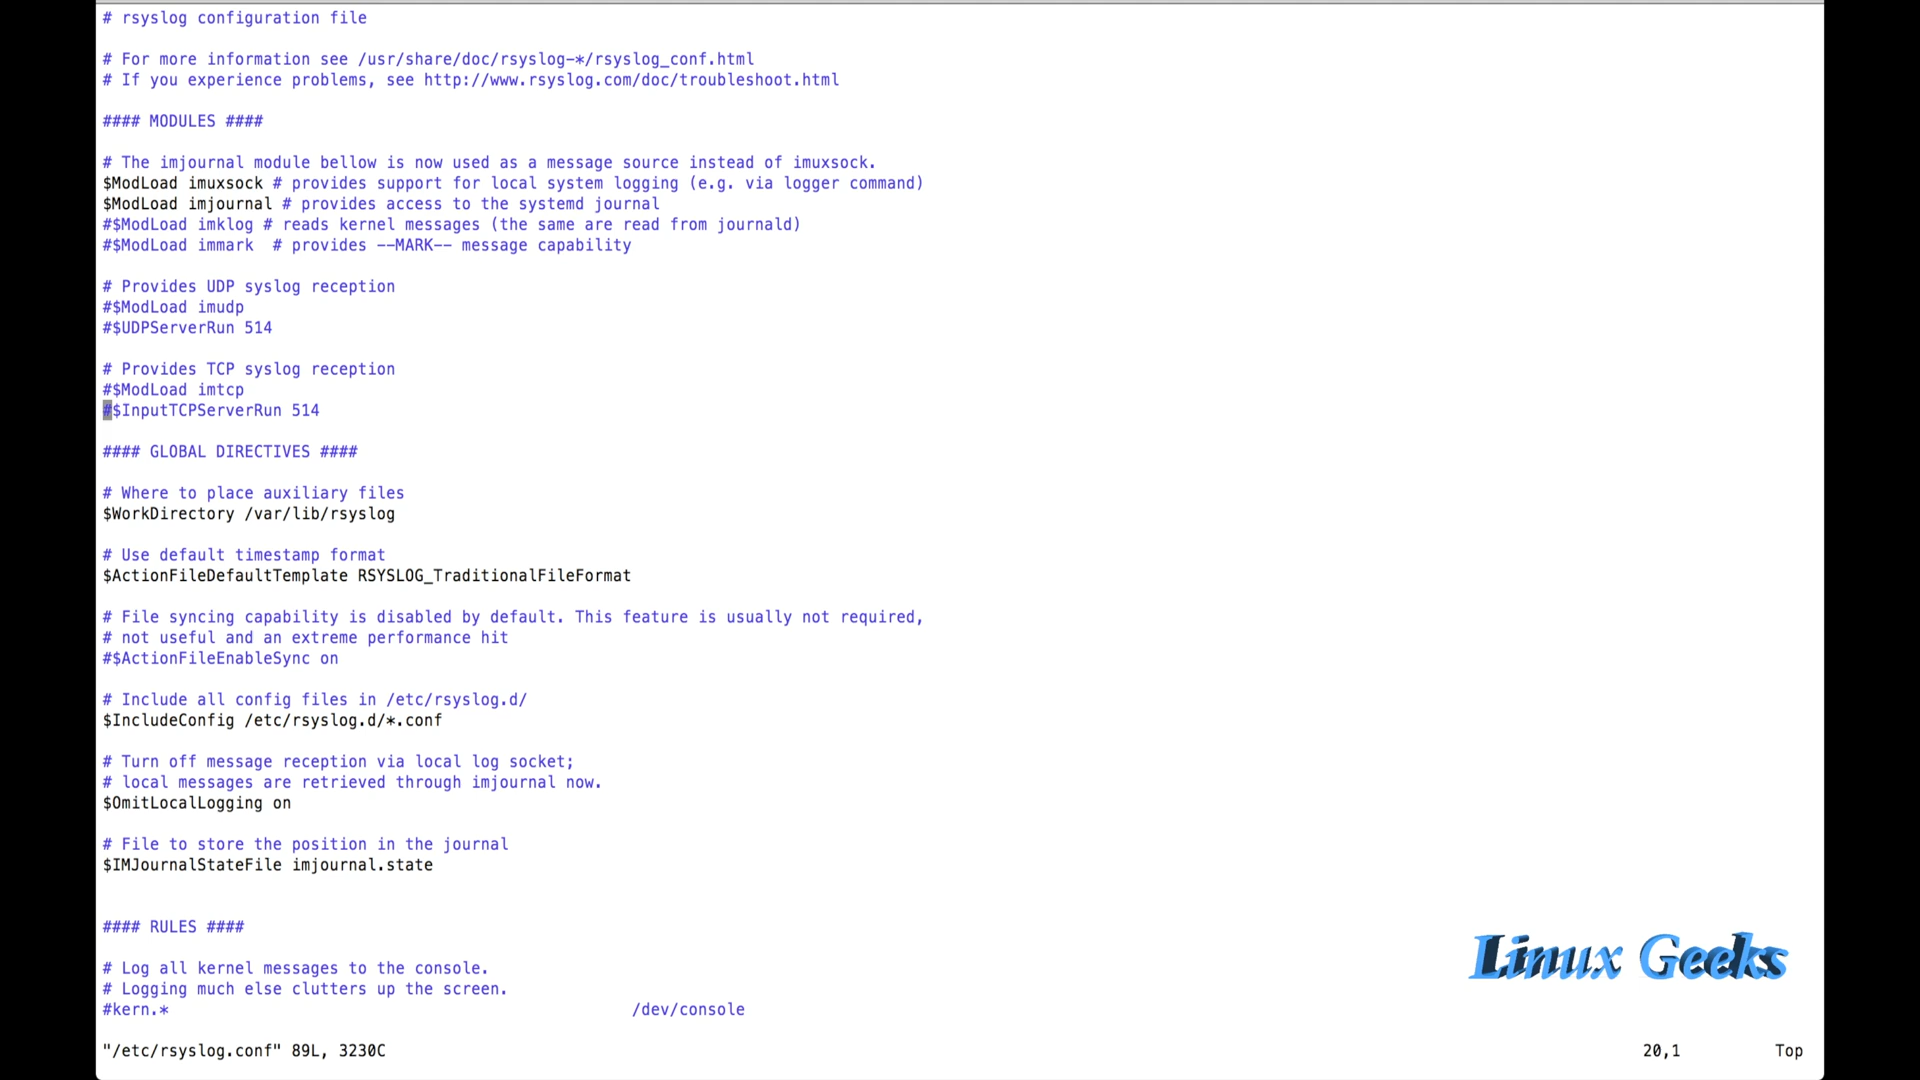 # rsyslog configuration file
# For more information see /usr/share/doc/rsyslog-*/rsyslog_conf.html
# If you experience problems, see http://www.rsyslog.com/doc/troubleshoot.html
#### MODULES ####
# The imjournal module bellow is now used as a message source instead of imuxsock.
$ModLoad imuxsock # provides support for local system logging (e.g. via logger command)
$ModLoad imjournal # provides access to the systemd journal
#$ModLoad imklog # reads kernel messages (the same are read from journald)
#$ModLoad immark  # provides --MARK-- message capability
# Provides UDP syslog reception
#$ModLoad imudp
#$UDPServerRun 514
# Provides TCP syslog reception
#$ModLoad imtcp
#$InputTCPServerRun 514
#### GLOBAL DIRECTIVES ####
# Where to place auxiliary files
$WorkDirectory /var/lib/rsyslog
# Use default timestamp format
$ActionFileDefaultTemplate RSYSLOG_TraditionalFileFormat
# File syncing capability is disabled by default. This feature is usually not required,
# not useful and an extreme performance hit
#$ActionFileEnableSync on
# Include all config files in /etc/rsyslog.d/
$IncludeConfig /etc/rsyslog.d/*.conf
# Turn off message reception via local log socket;
# local messages are retrieved through imjournal now.
$OmitLocalLogging on
# File to store the position in the journal
$IMJournalStateFile imjournal.state
#### RULES ####
# Log all kernel messages to the console.
# Logging much else clutters up the screen.
#kern.*                                                 /dev/console
"/etc/rsyslog.conf" 89L, 3230C                20,1          Top
Linux Geeks